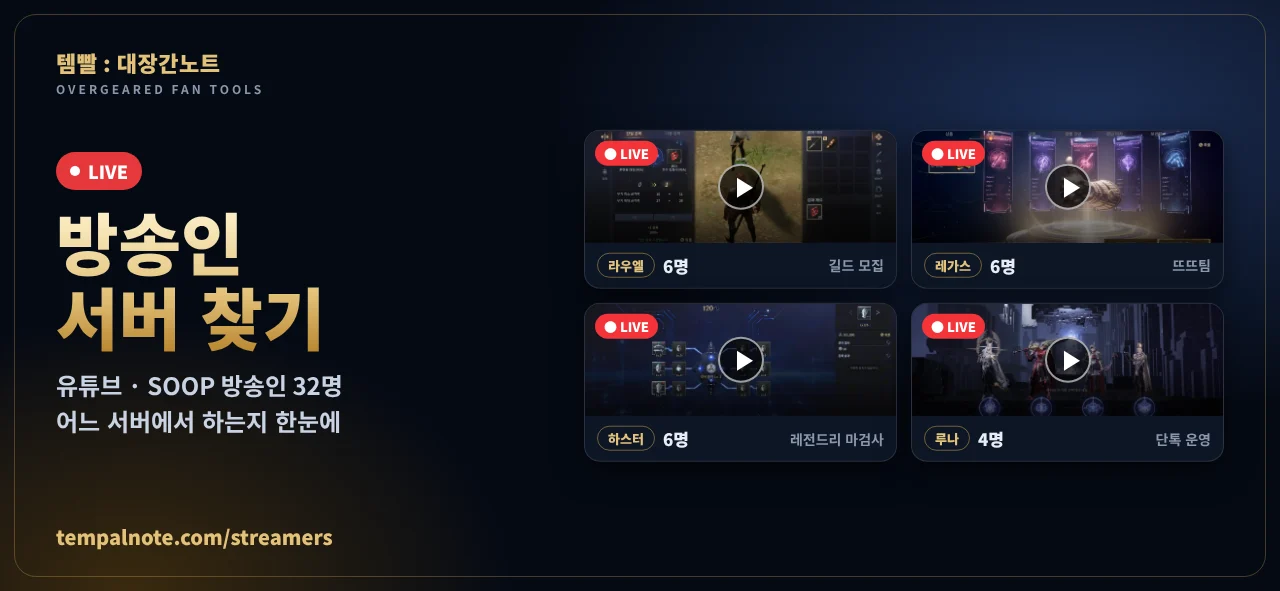 템빨 : 대장간노트
OVERGEARED FAN TOOLS
LIVE
방송인
서버 찾기
유튜브 · SOOP 방송인 32명
어느 서버에서 하는지 한눈에
tempalnote.com/streamers
LIVE
라우엘 6명 길드 모집
LIVE
레가스 6명 뜨뜨팀
LIVE
하스터 6명 레전드리 마검사
LIVE
루나 4명 단톡 운영